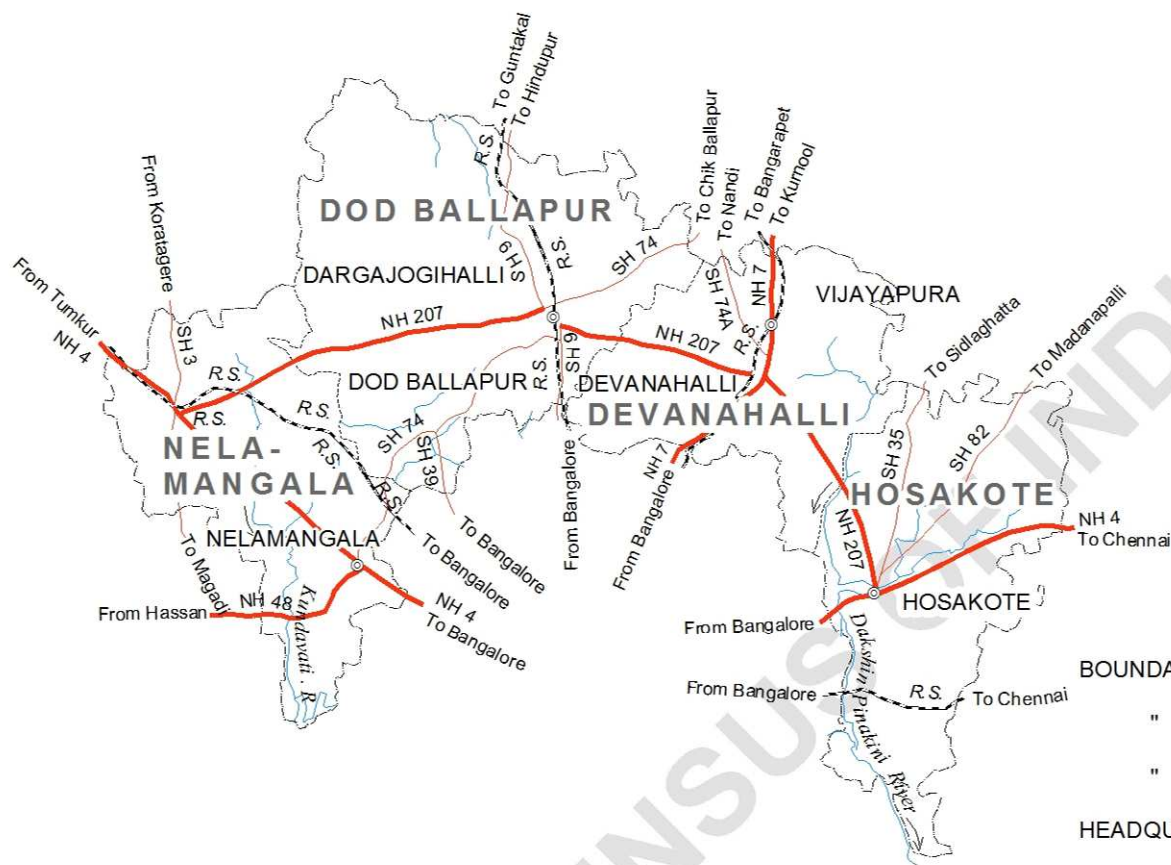 To Guntakal
To Hindupur
R.S.
From Koratagere
DOD BALLAPUR
To Chik Ballapur
To Nandi
To Bangarapet
To Kurnool
R.S.
SH 74
SH 9
DARGAJOGIHALLI
SH 74A
NH 7
VIJAYAPURA
From Tumkur
NH 4
SH 3
NH 207
NH 207
R.S.
To Sidlaghatta
To Madanapalli
R.S.
R.S.
SH 9
R.S.
DOD BALLAPUR
DEVANAHALLI
DEVANAHALLI
R.S.
R.S.
R.S.
SH 74
SH 39
R.S.
NELA-
MANGALA
From Bangalore
NH 7
From Bangalore
SH 35
SH 82
HOSAKOTE
NH 207
NH 4
To Chennai
NELAMANGALA
To Bangalore
To Bangalore
To Magadi
From Hassan
NH 48
Kundavati . R
NH 4
To Bangalore
HOSAKOTE
From Bangalore
Dakshin Pinakini River
From Bangalore
R.S.
To Chennai
BOUNDA
"
"
HEADQU
NSUS OF INDI